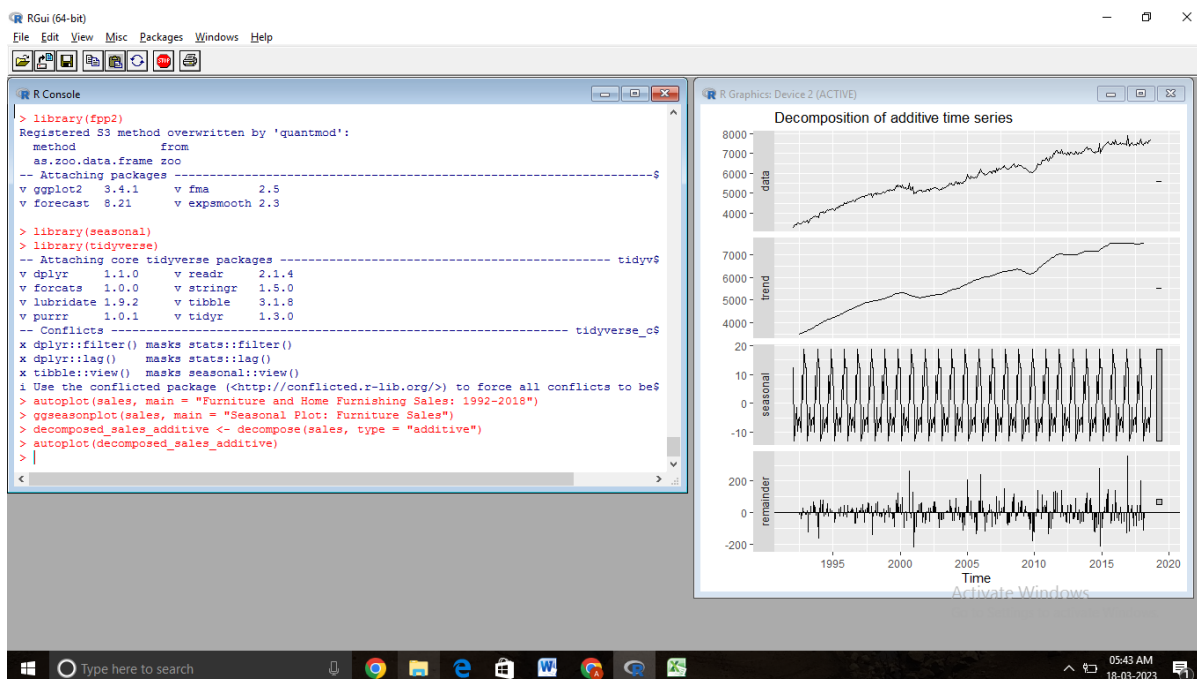 RGui (64-bit)
File Edit View Misc Packages Windows Help
STOP
R Console
> library(fpp2)
Registered S3 method overwritten by 'quantmod':
  method            from
  as.zoo.data.frame zoo
-- Attaching packages ---------------------------------------------------------------------$
v ggplot2   3.4.1     v fma       2.5
v forecast  8.21      v expsmooth 2.3
> library(seasonal)
> library(tidyverse)
-- Attaching core tidyverse packages ------------------------------------------------ tidyv$
v dplyr     1.1.0     v readr     2.1.4
v forcats   1.0.0     v stringr   1.5.0
v lubridate 1.9.2     v tibble    3.1.8
v purrr     1.0.1     v tidyr     1.3.0
-- Conflicts ------------------------------------------------------------------ tidyverse_c$
x dplyr::filter() masks stats::filter()
x dplyr::lag()    masks stats::lag()
x tibble::view()  masks seasonal::view()
i Use the conflicted package (<http://conflicted.r-lib.org/>) to force all conflicts to be$
> autoplot(sales, main = "Furniture and Home Furnishing Sales: 1992-2018")
> ggseasonplot(sales, main = "Seasonal Plot: Furniture Sales")
> decomposed_sales_additive <- decompose(sales, type = "additive")
> autoplot(decomposed_sales_additive)
>
R Graphics: Device 2 (ACTIVE)
Decomposition of additive time series
8000
7000
6000
5000
4000
data
7000
6000
5000
4000
trend
20
10
0
-10
seasonal
200
0
-200
remainder
1995 2000 2005 2010 2015 2020
Time
Activate Windows
Type here to search
05:43 AM
18-03-2023
1